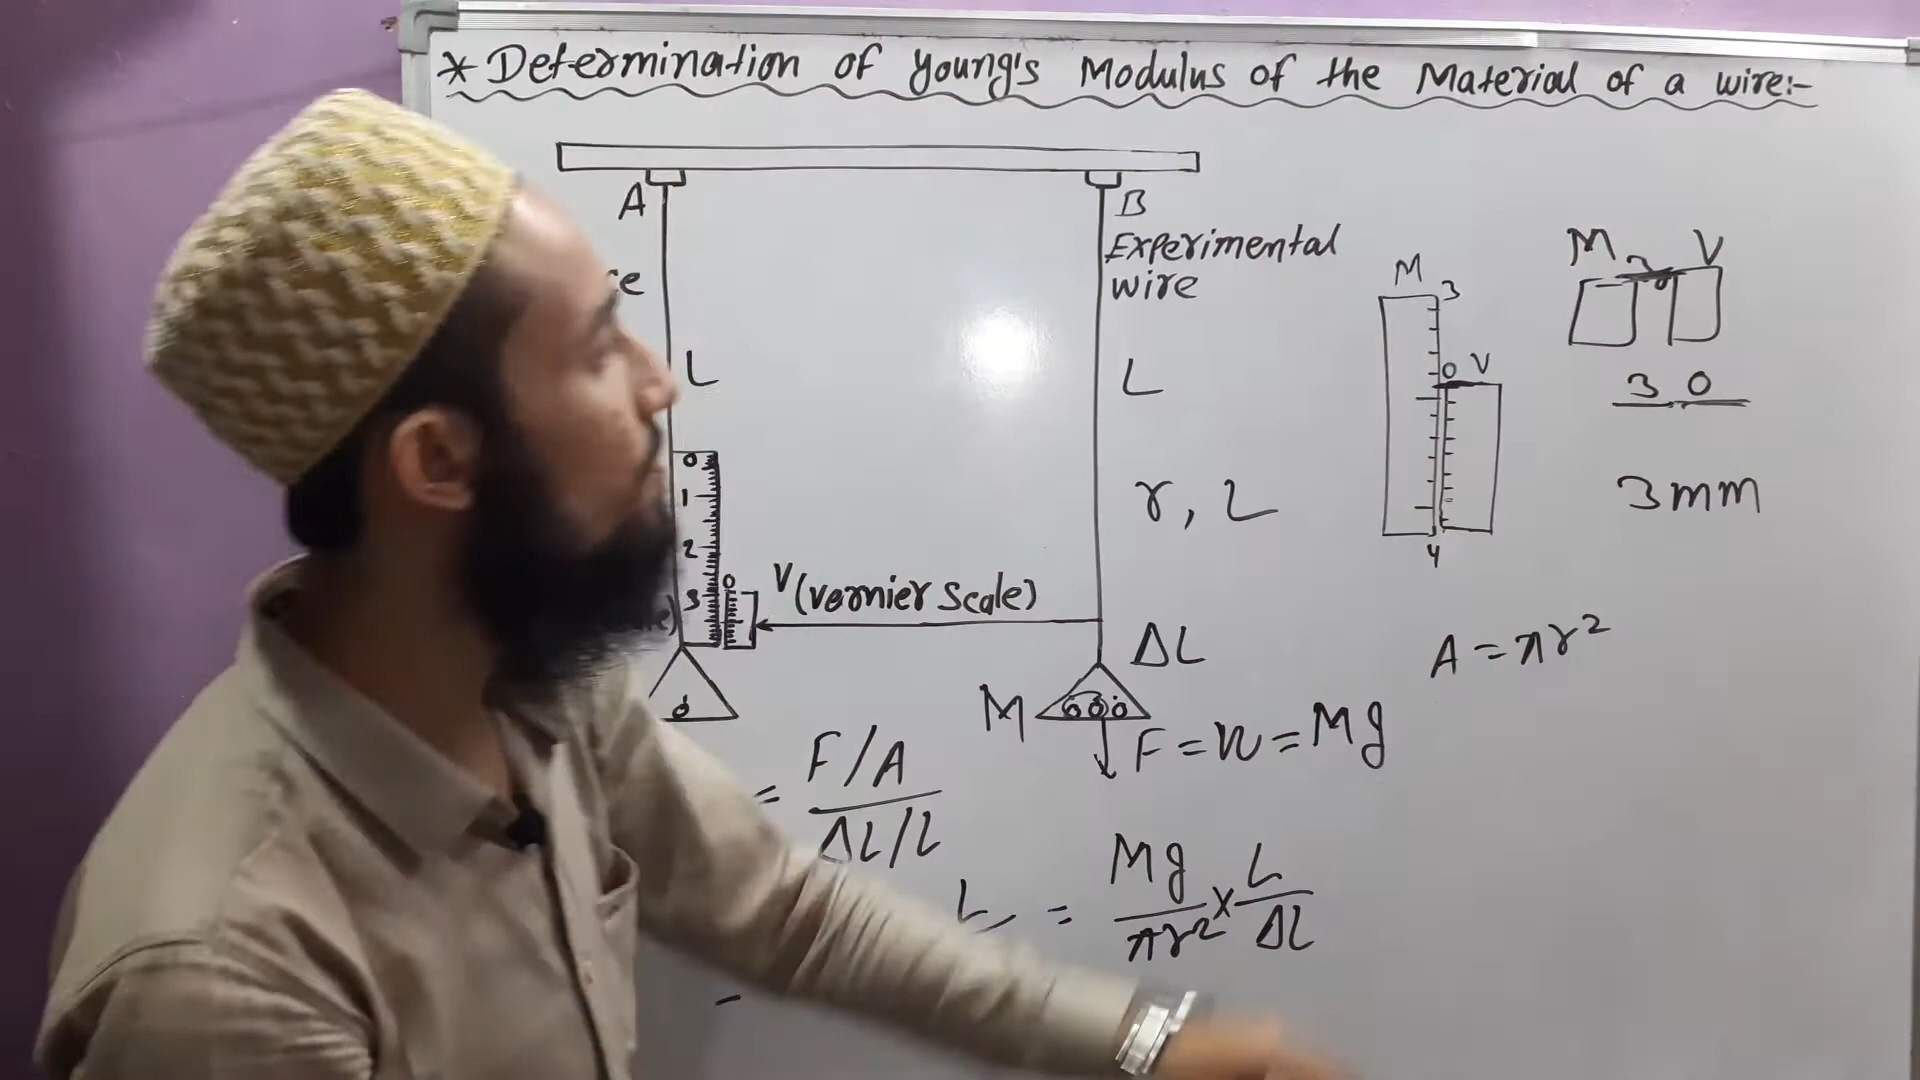 * Determination of Young's Modulus of the Material of a wire:-
A
B
Experimental
wire
L
L
r, L
0
1
2
3
0
V (vernier scale)
ΔL
M
F = W = Mg
= F/A
ΔL/L
L = Mg/πr² × L/ΔL
M 3
0 V
4
M V
3 0
3mm
A = πr²